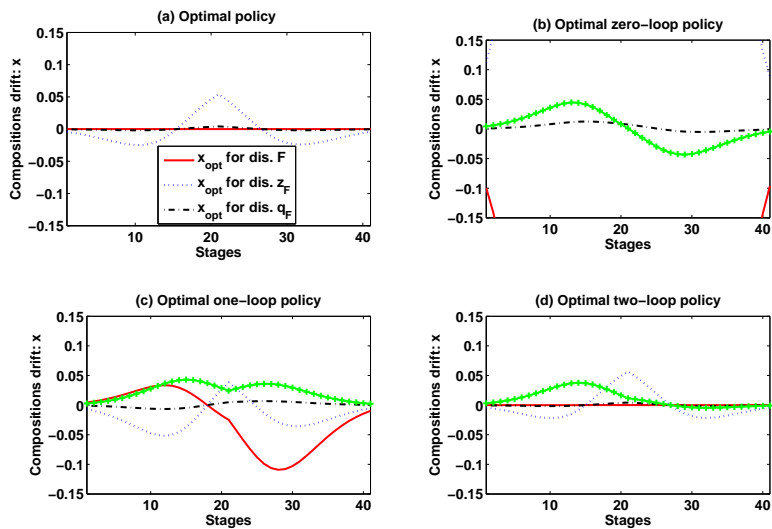 (a) Optimal policy
Compositions drift: x
0.15
0.1
0.05
0
−0.05
−0.1
−0.15
x_opt for dis. F
x_opt for dis. z_F
x_opt for dis. q_F
10 20 30 40
Stages
(b) Optimal zero−loop policy
Compositions drift: x
0.15
0.1
0.05
0
−0.05
−0.1
−0.15
10 20 30 40
Stages
(c) Optimal one−loop policy
Compositions drift: x
0.15
0.1
0.05
0
−0.05
−0.1
−0.15
10 20 30 40
Stages
(d) Optimal two−loop policy
Compositions drift: x
0.15
0.1
0.05
0
−0.05
−0.1
−0.15
10 20 30 40
Stages